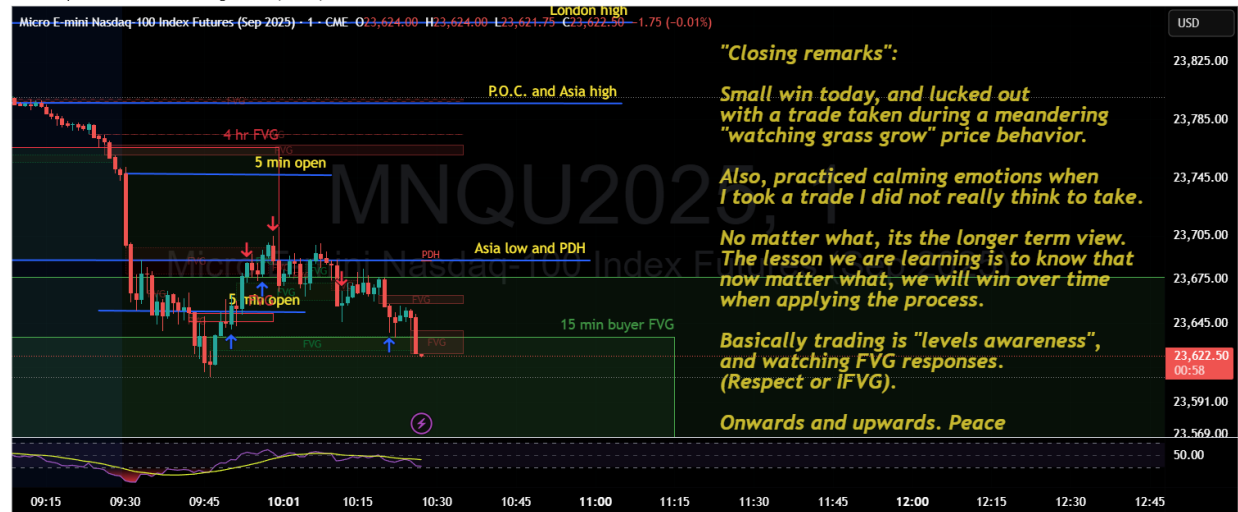 London high
Micro E-mini Nasdaq-100 Index Futures (Sep 2025) · 1 · CME O23,624.00 H23,624.00 L23,621.75 C23,622.50 -1.75 (-0.01%)
USD
"Closing remarks":
Small win today, and lucked out
with a trade taken during a meandering
"watching grass grow" price behavior.
Also, practiced calming emotions when
I took a trade I did not really think to take.
No matter what, its the longer term view.
The lesson we are learning is to know that
now matter what, we will win over time
when applying the process.
Basically trading is "levels awareness",
and watching FVG responses.
(Respect or IFVG).
Onwards and upwards. Peace
P.O.C. and Asia high
FVG
4 hr FVG
FVG
5 min open
MNQU2025, 1
Micro E-mini Nasdaq-100 Index Futures
Asia low and PDH
PDH
FVG
FVG
FVG
5 min open
FVG
FVG
15 min buyer FVG
FVG
FVG
23,825.00
23,785.00
23,745.00
23,705.00
23,675.00
23,645.00
23,622.50
00:58
23,591.00
23,569.00
50.00
09:15
09:30
09:45
10:01
10:15
10:30
10:45
11:00
11:15
11:30
11:45
12:00
12:15
12:30
12:45